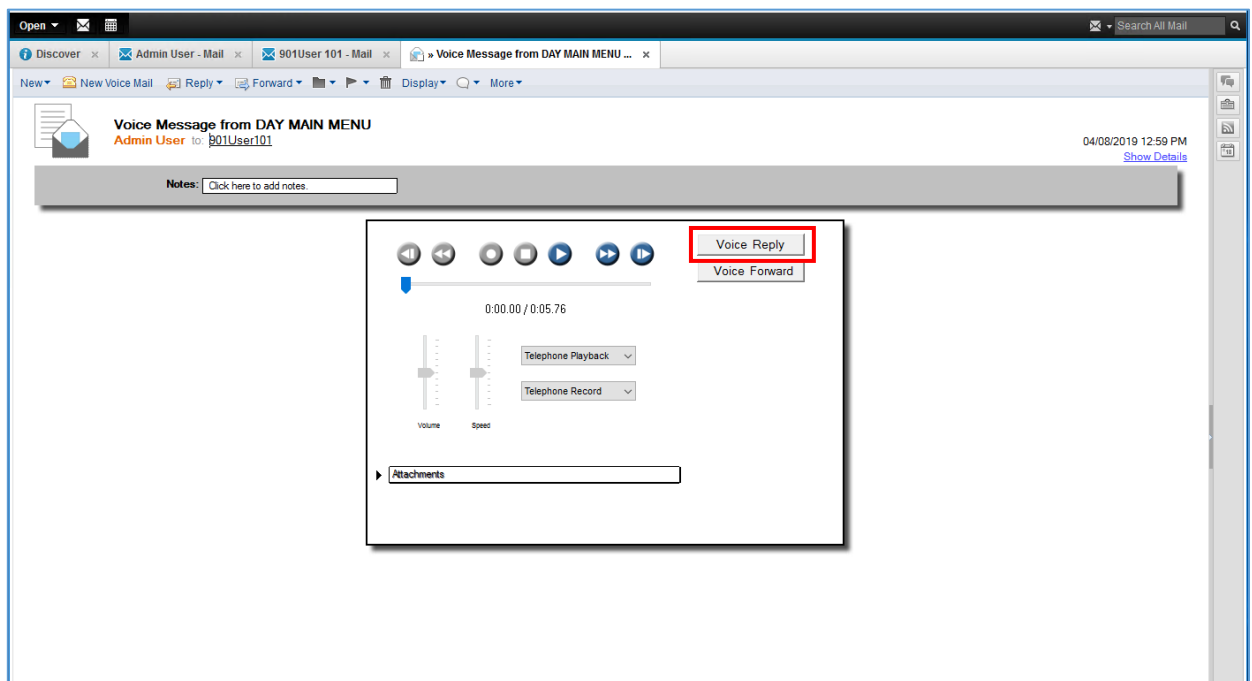 Open
Search All Mail
Discover
Admin User - Mail
901User 101 - Mail
» Voice Message from DAY MAIN MENU ...
New
New Voice Mail
Reply
Forward
Display
More
Voice Message from DAY MAIN MENU
Admin User to: 901User101
04/08/2019 12:59 PM
Show Details
Notes: Click here to add notes.
Voice Reply
Voice Forward
0:00.00 / 0:05.76
Telephone Playback
Telephone Record
Volume Speed
Attachments